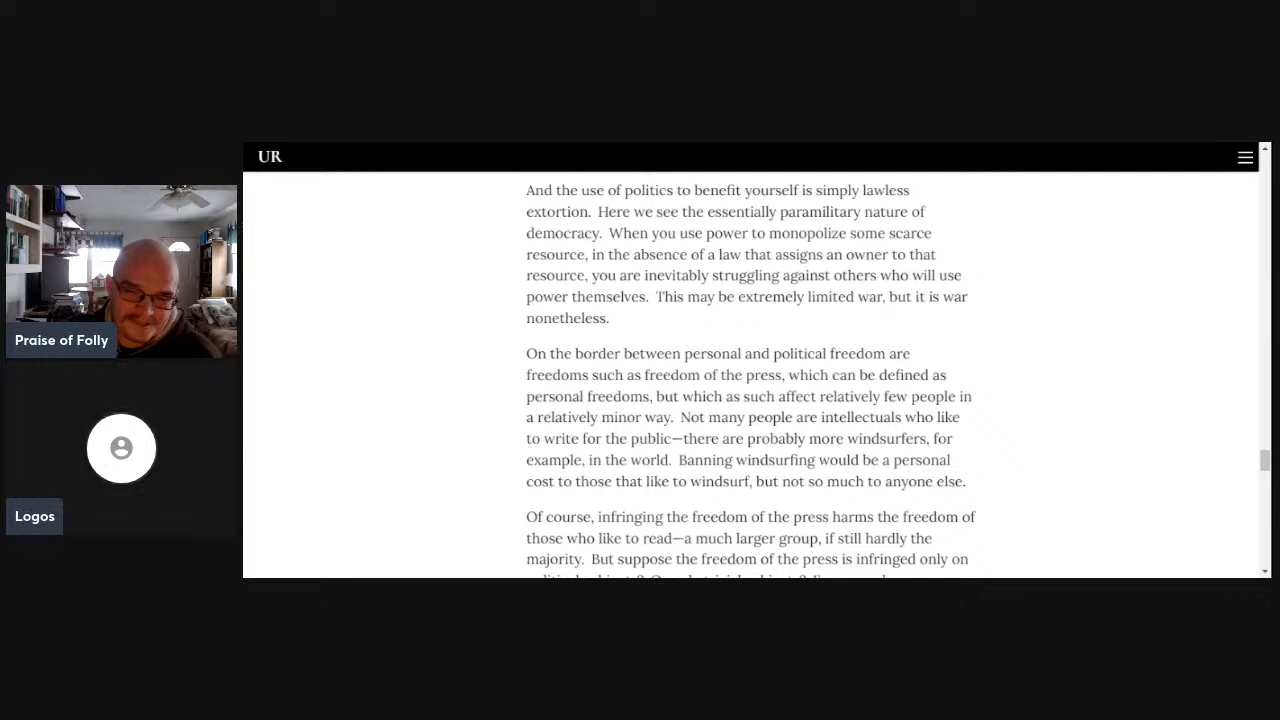 UR
And the use of politics to benefit yourself is simply lawless
extortion. Here we see the essentially paramilitary nature of
democracy. When you use power to monopolize some scarce
resource, in the absence of a law that assigns an owner to that
resource, you are inevitably struggling against others who will use
power themselves. This may be extremely limited war, but it is war
nonetheless.
On the border between personal and political freedom are
freedoms such as freedom of the press, which can be defined as
personal freedoms, but which as such affect relatively few people in
a relatively minor way. Not many people are intellectuals who like
to write for the public—there are probably more windsurfers, for
example, in the world. Banning windsurfing would be a personal
cost to those that like to windsurf, but not so much to anyone else.
Of course, infringing the freedom of the press harms the freedom of
those who like to read—a much larger group, if still hardly the
majority. But suppose the freedom of the press is infringed only on
Praise of Folly
Logos